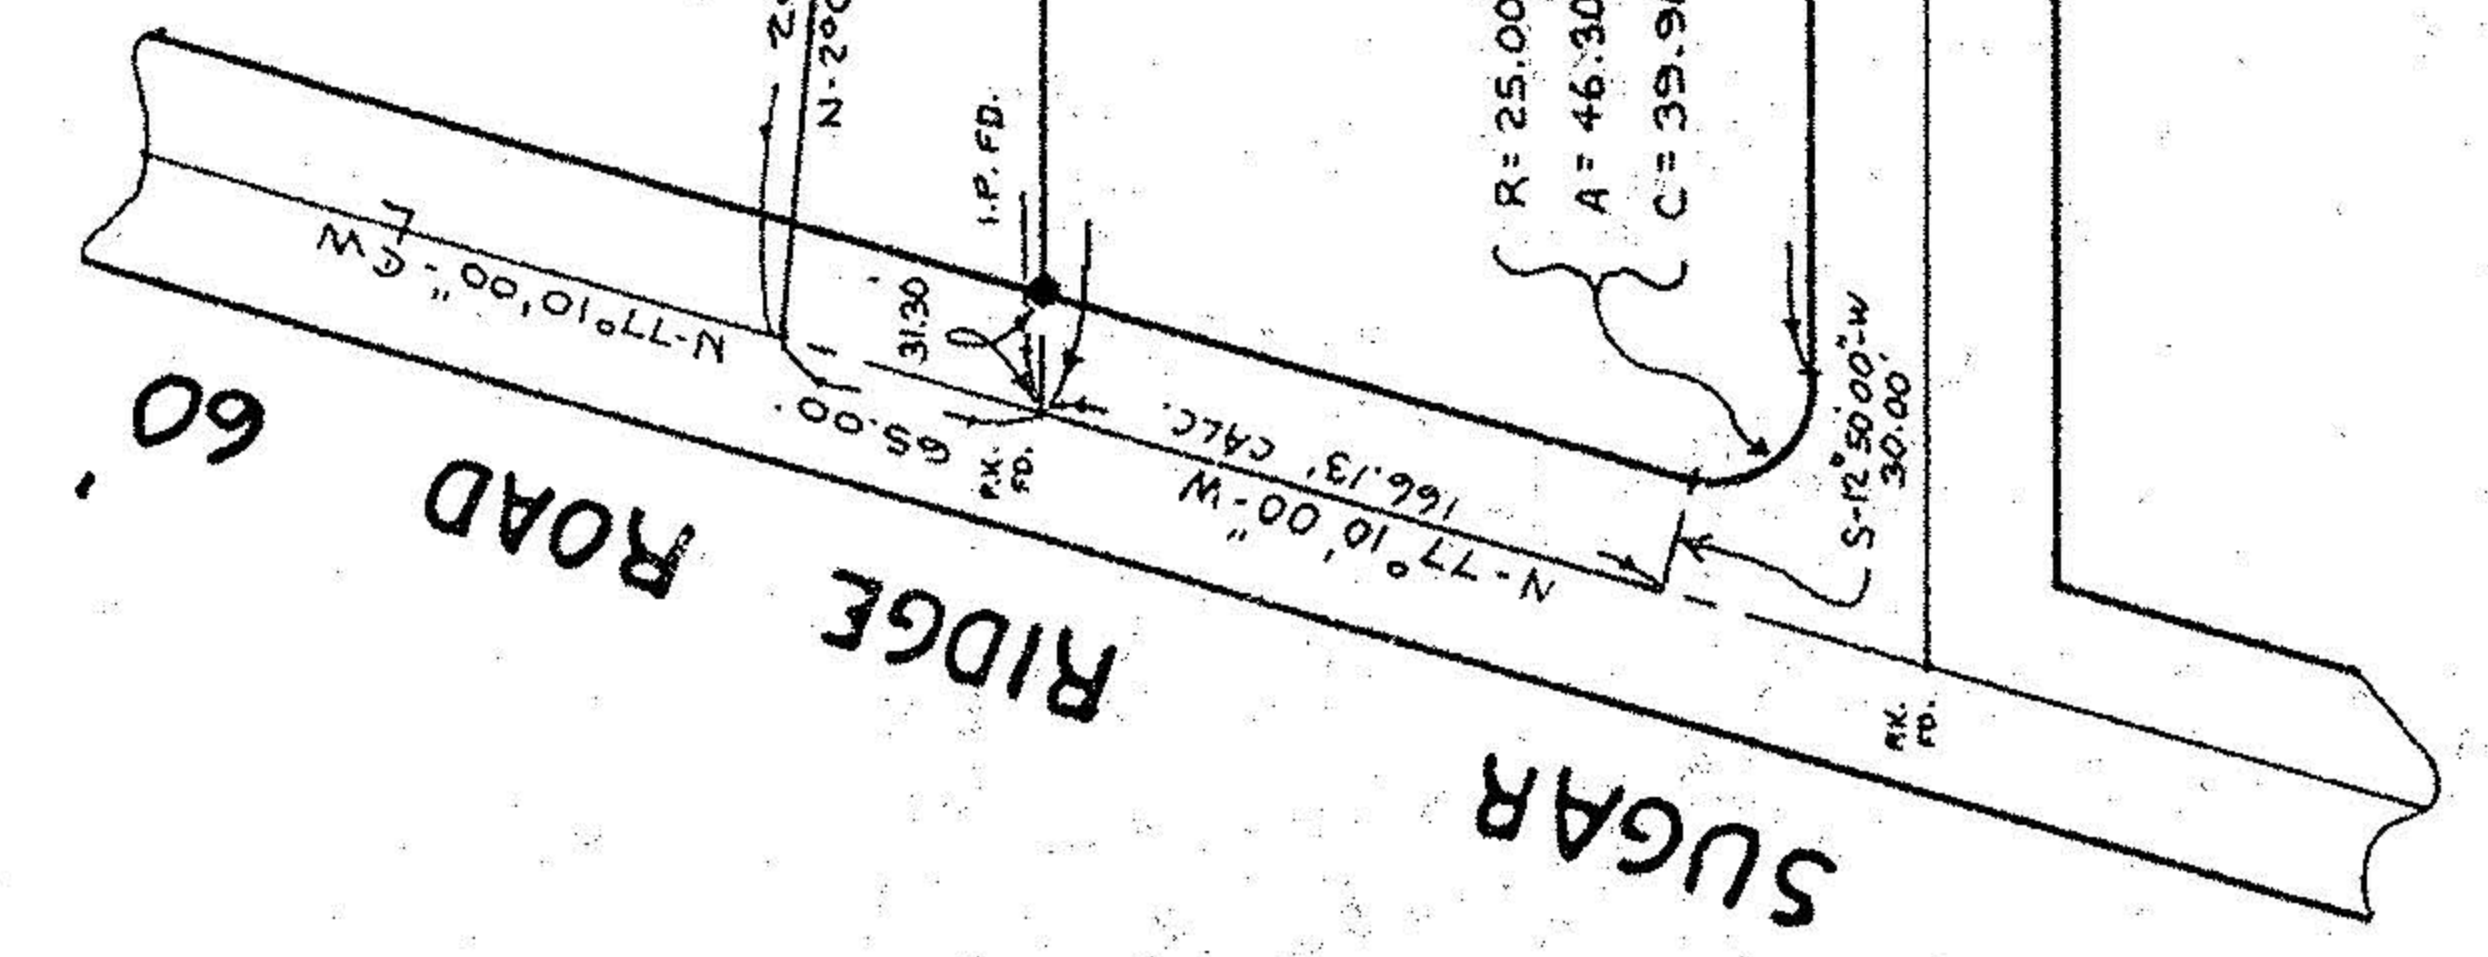 SUGAR RIDGE ROAD 60'
N-77°10'00"-W ℄
65.00'
N-77°10'00"-W
166.13' CALC.
P.K.
FD.
P.K.
FD.
31.30
I.P. FD.
N-2°
R= 25.00
A= 46.30
C= 39.9
S-12°50'00"-W
30.00'